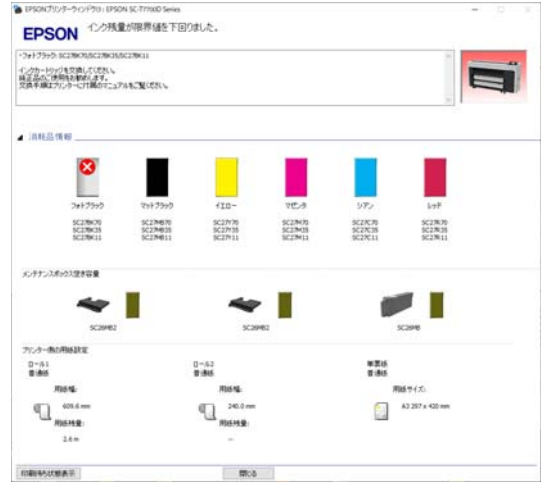 EPSONプリンターウィンドウ!3 : EPSON SC-T7700D Series
EPSON
インク残量が限界値を下回りました。
・フォトブラック: SC27BK70/SC27BK35/SC27BK11
インクカートリッジを交換してください。
純正品のご使用をお勧めします。
交換手順はプリンターに付属のマニュアルをご覧ください。
消耗品情報
フォトブラック
マットブラック
イエロー
マゼンタ
シアン
レッド
SC27BK70
SC27MB70
SC27Y70
SC27M70
SC27C70
SC27R70
SC27BK35
SC27MB35
SC27Y35
SC27M35
SC27C35
SC27R35
SC27BK11
SC27MB11
SC27Y11
SC27M11
SC27C11
SC27R11
メンテナンスボックス空き容量
SC26MB2
SC26MB2
SC26MB
プリンター側の用紙設定
ロール1
ロール2
単票紙
普通紙
普通紙
普通紙
用紙幅:
用紙幅:
用紙サイズ:
609.6 mm
240.0 mm
A3 297 x 420 mm
用紙残量:
用紙残量:
2.6 m
--
印刷待ち状態表示
閉じる